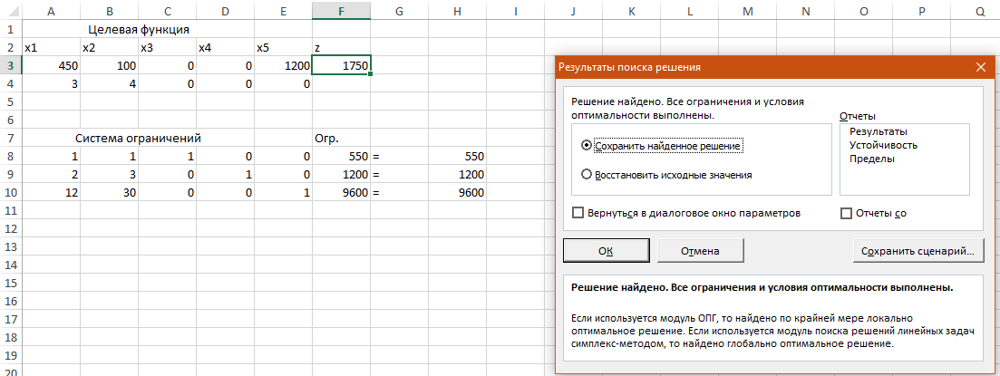 A B C D E F G H I J K L M N O P Q
1 Целевая функция
2 x1 x2 x3 x4 x5 z
3 450 100 0 0 1200 1750
4 3 4 0 0 0
5
6
7 Система ограничений Огр.
8 1 1 1 0 0 550 = 550
9 2 3 0 1 0 1200 = 1200
10 12 30 0 0 1 9600 = 9600
11
12
13
14
15
16
17
18
19
20
Результаты поиска решения
Решение найдено. Все ограничения и условия
оптимальности выполнены.
Сохранить найденное решение
Восстановить исходные значения
Отчеты
Результаты
Устойчивость
Пределы
Вернуться в диалоговое окно параметров
Отчеты со
ОК Отмена Сохранить сценарий...
Решение найдено. Все ограничения и условия оптимальности выполнены.
Если используется модуль ОПГ, то найдено по крайней мере локально
оптимальное решение. Если используется модуль поиска решений линейных задач
симплекс-методом, то найдено глобально оптимальное решение.